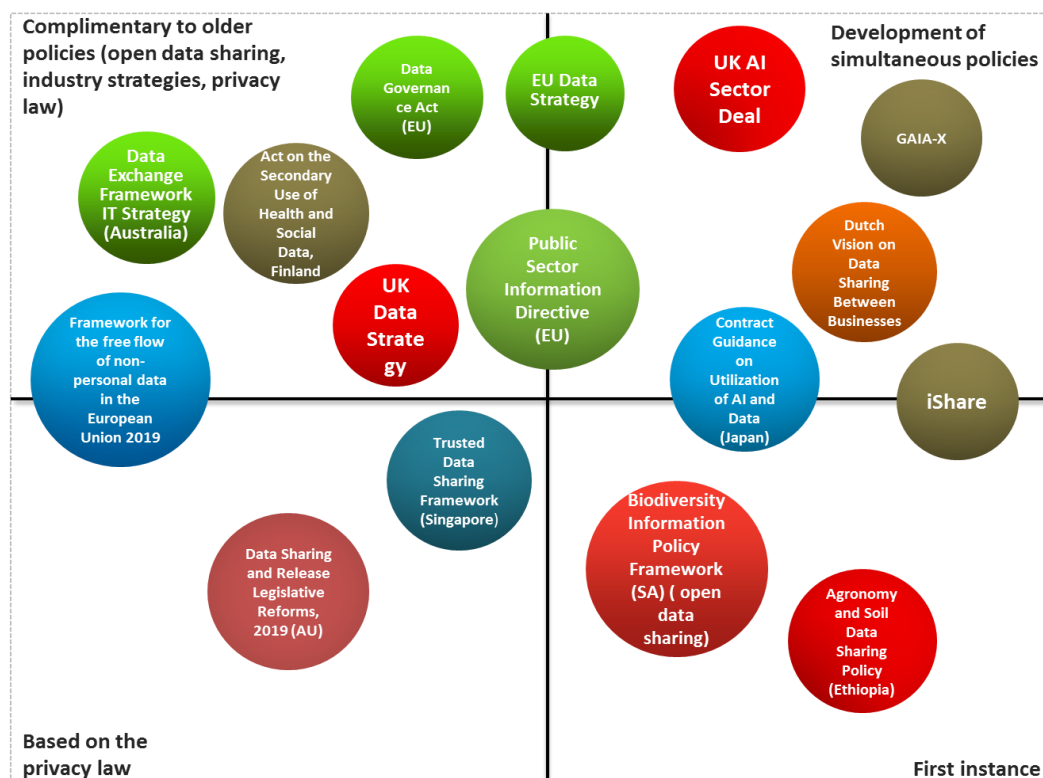 Complimentary to older
policies (open data sharing,
industry strategies, privacy
law)
Development of
simultaneous policies
Data
Governan
ce Act
(EU)
EU Data
Strategy
UK AI
Sector
Deal
GAIA-X
Data
Exchange
Framework
IT Strategy
(Australia)
Act on the
Secondary
Use of
Health and
Social
Data,
Finland
Public
Sector
Information
Directive
(EU)
Dutch
Vision on
Data
Sharing
Between
Businesses
UK
Data
Strate
gy
Framework for
the free flow
of non-
personal data
in the
European
Union 2019
Contract
Guidance
on
Utilization
of AI and
Data
(Japan)
iShare
Trusted
Data
Sharing
Framework
(Singapore)
Biodiversity
Information
Policy
Framework
(SA) ( open
data
sharing)
Data Sharing
and Release
Legislative
Reforms,
2019 (AU)
Agronomy
and Soil
Data
Sharing
Policy
(Ethiopia)
Based on the
privacy law
First instance